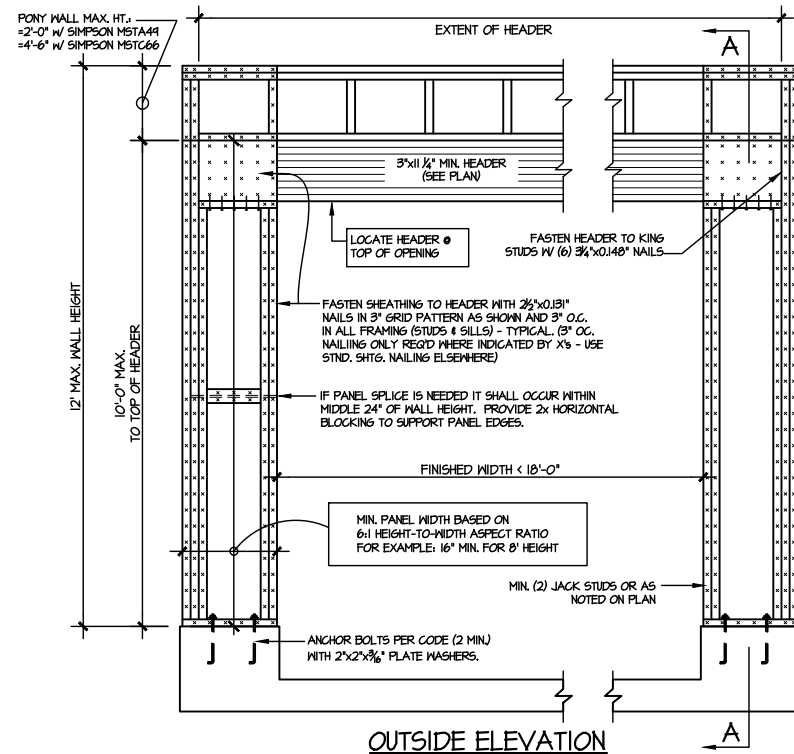 PONY WALL MAX. HT.:
=2'-0" W/ SIMPSON MSTA49
=4'-6" W/ SIMPSON MSTC66
EXTENT OF HEADER
A
3"x11 1/4" MIN. HEADER
(SEE PLAN)
LOCATE HEADER @
TOP OF OPENING
FASTEN HEADER TO KING
STUDS W/ (6) 3 1/4"x0.148" NAILS
FASTEN SHEATHING TO HEADER WITH 2 1/2"x0.131"
NAILS IN 3" GRID PATTERN AS SHOWN AND 3" O.C.
IN ALL FRAMING (STUDS & SILLS) - TYPICAL. (3" OC.
NAILIING ONLY REQ'D WHERE INDICATED BY X's - USE
STND. SHTG. NAILING ELSEWHERE)
12' MAX. WALL HEIGHT
10'-0" MAX.
TO TOP OF HEADER
IF PANEL SPLICE IS NEEDED IT SHALL OCCUR WITHIN
MIDDLE 24" OF WALL HEIGHT. PROVIDE 2x HORIZONTAL
BLOCKING TO SUPPORT PANEL EDGES.
FINISHED WIDTH < 18'-0"
MIN. PANEL WIDTH BASED ON
6:1 HEIGHT-TO-WIDTH ASPECT RATIO
FOR EXAMPLE: 16" MIN. FOR 8' HEIGHT
MIN. (2) JACK STUDS OR AS
NOTED ON PLAN
ANCHOR BOLTS PER CODE (2 MIN.)
WITH 2"x2"x3/16" PLATE WASHERS.
A
OUTSIDE ELEVATION